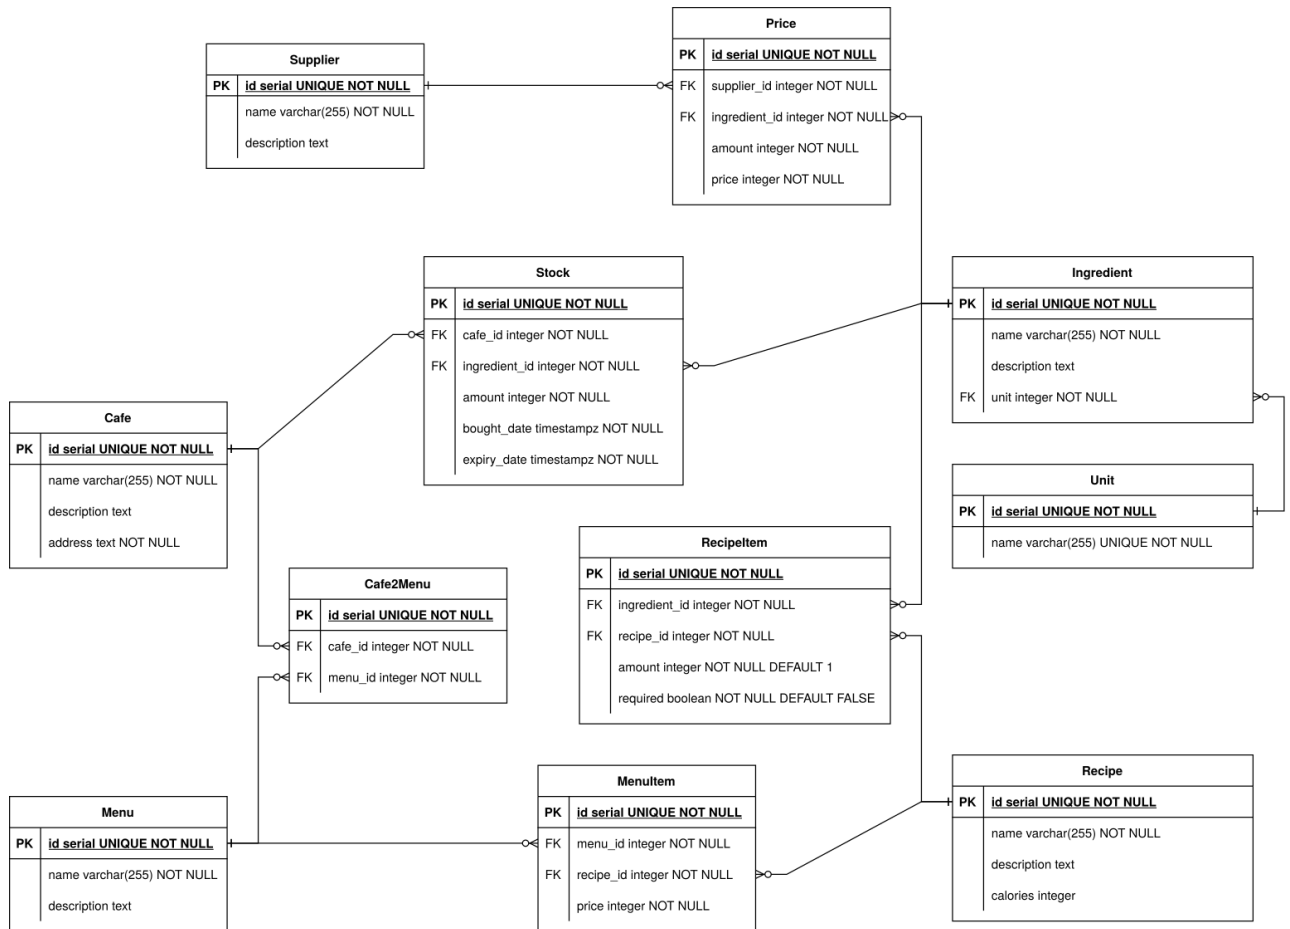 Price
PK id serial UNIQUE NOT NULL
FK supplier_id integer NOT NULL
FK ingredient_id integer NOT NULL
amount integer NOT NULL
price integer NOT NULL
Supplier
PK id serial UNIQUE NOT NULL
name varchar(255) NOT NULL
description text
Stock
PK id serial UNIQUE NOT NULL
FK cafe_id integer NOT NULL
FK ingredient_id integer NOT NULL
amount integer NOT NULL
bought_date timestampz NOT NULL
expiry_date timestampz NOT NULL
Ingredient
PK id serial UNIQUE NOT NULL
name varchar(255) NOT NULL
description text
FK unit integer NOT NULL
Cafe
PK id serial UNIQUE NOT NULL
name varchar(255) NOT NULL
description text
address text NOT NULL
Unit
PK id serial UNIQUE NOT NULL
name varchar(255) UNIQUE NOT NULL
RecipeItem
PK id serial UNIQUE NOT NULL
FK ingredient_id integer NOT NULL
FK recipe_id integer NOT NULL
amount integer NOT NULL DEFAULT 1
required boolean NOT NULL DEFAULT FALSE
Cafe2Menu
PK id serial UNIQUE NOT NULL
FK cafe_id integer NOT NULL
FK menu_id integer NOT NULL
Menu
PK id serial UNIQUE NOT NULL
name varchar(255) NOT NULL
description text
MenuItem
PK id serial UNIQUE NOT NULL
FK menu_id integer NOT NULL
FK recipe_id integer NOT NULL
price integer NOT NULL
Recipe
PK id serial UNIQUE NOT NULL
name varchar(255) NOT NULL
description text
calories integer